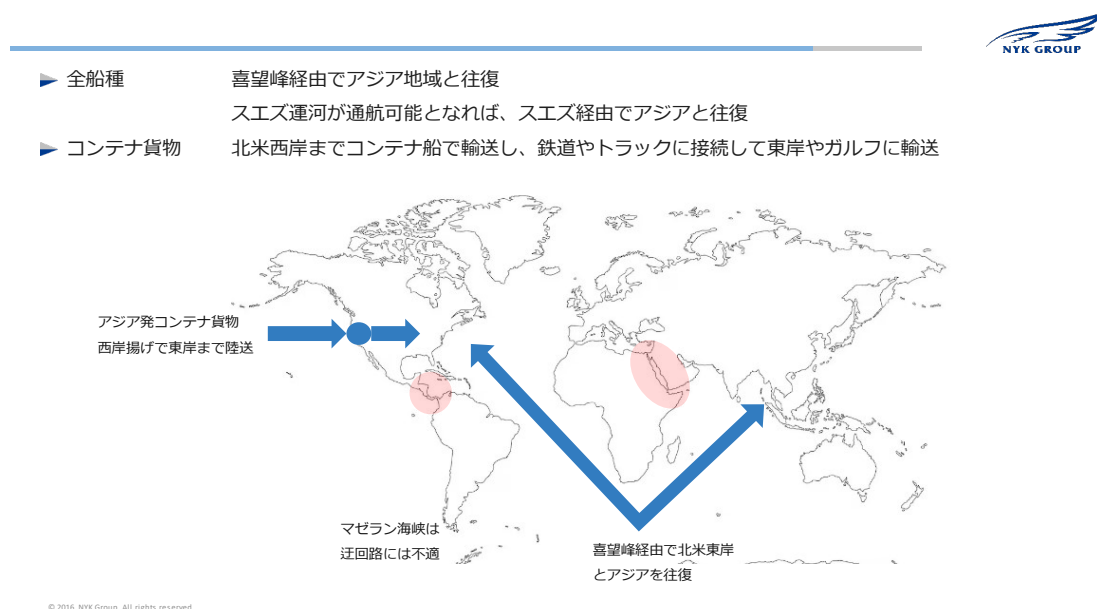 NYK GROUP
全船種 喜望峰経由でアジア地域と往復
スエズ運河が通航可能となれば、スエズ経由でアジアと往復
コンテナ貨物 北米西岸までコンテナ船で輸送し、鉄道やトラックに接続して東岸やガルフに輸送
アジア発コンテナ貨物
西岸揚げで東岸まで陸送
マゼラン海峡は
迂回路には不適
喜望峰経由で北米東岸
とアジアを往復
© 2016 NYK Group. All rights reserved